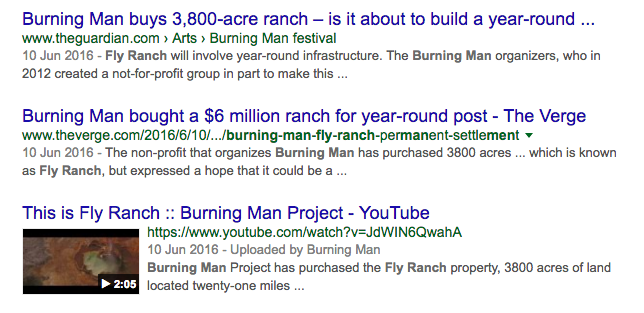 Burning Man buys 3,800-acre ranch – is it about to build a year-round ...
www.theguardian.com › Arts › Burning Man festival
10 Jun 2016 - Fly Ranch will involve year-round infrastructure. The Burning Man organizers, who in
2012 created a not-for-profit group in part to make this ...
Burning Man bought a $6 million ranch for year-round post - The Verge
www.theverge.com/2016/6/10/.../burning-man-fly-ranch-permanent-settlement
10 Jun 2016 - The non-profit that organizes Burning Man has purchased 3800 acres ... which is known
as Fly Ranch, but expressed a hope that it could be a ...
This is Fly Ranch :: Burning Man Project - YouTube
https://www.youtube.com/watch?v=JdWIN6QwahA
10 Jun 2016 - Uploaded by Burning Man
Burning Man Project has purchased the Fly Ranch property, 3800 acres of land
located twenty-one miles ...
2:05